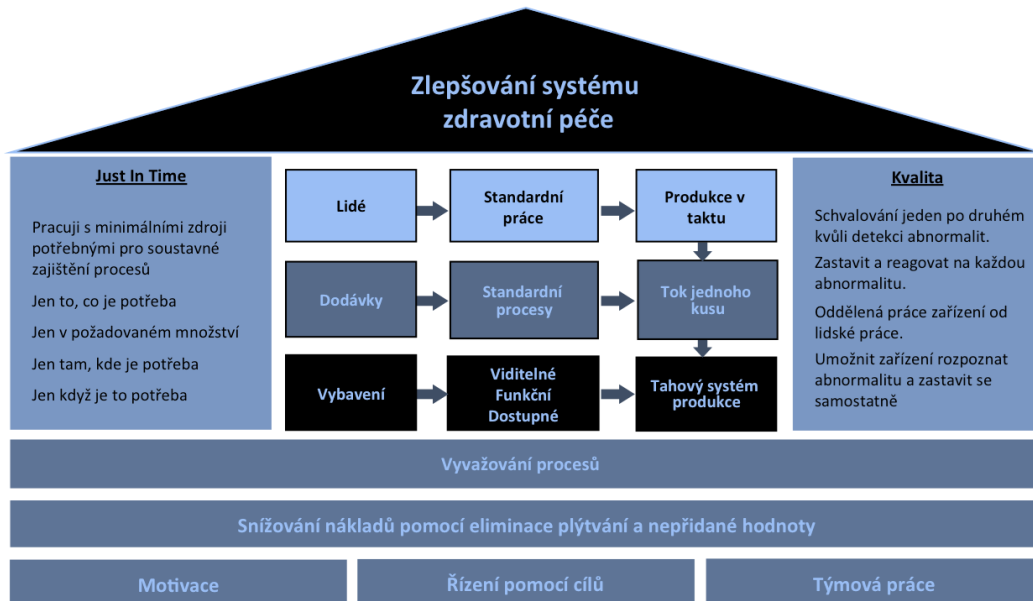 Zlepšování systému
zdravotní péče
Just In Time
Pracuji s minimálními zdroji
potřebnými pro soustavné
zajištění procesů
Jen to, co je potřeba
Jen v požadovaném množství
Jen tam, kde je potřeba
Jen když je to potřeba
Lidé
Standardní
práce
Produkce v
taktu
Dodávky
Standardní
procesy
Tok jednoho
kusu
Vybavení
Viditelné
Funkční
Dostupné
Tahový systém
produkce
Kvalita
Schvalování jeden po druhém
kvůli detekci abnormalit.
Zastavit a reagovat na každou
abnormalitu.
Oddělená práce zařízení od
lidské práce.
Umožnit zařízení rozpoznat
abnormalitu a zastavit se
samostatně
Vyvažování procesů
Snížování nákladů pomocí eliminace plýtvání a nepřidané hodnoty
Motivace
Řízení pomocí cílů
Týmová práce